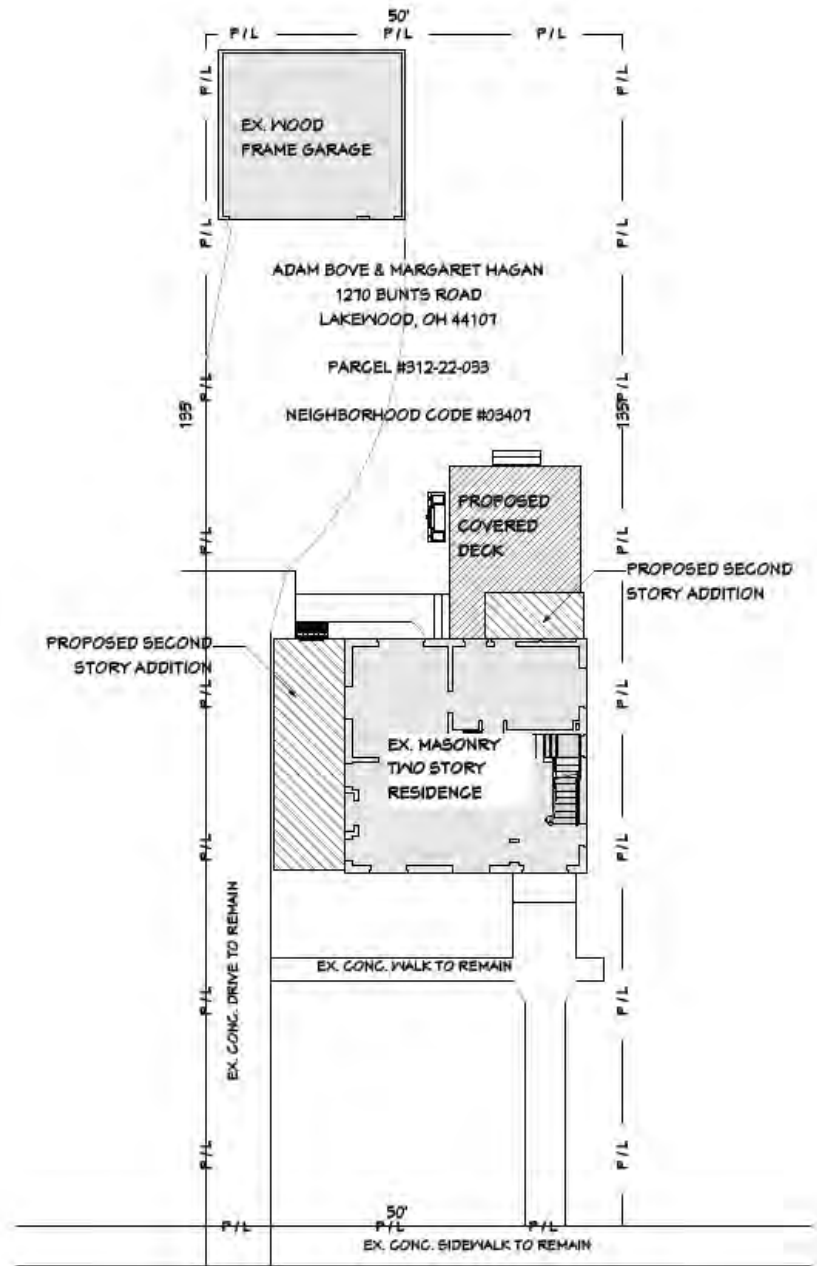 50'
P/L P/L P/L
P/L
P/L
EX. WOOD
FRAME GARAGE
P/L
P/L
ADAM BOVE & MARGARET HAGAN
1270 BUNTS ROAD
LAKEWOOD, OH 44107
PARCEL #312-22-033
NEIGHBORHOOD CODE #03407
P/L
135'
P/L
135'
PROPOSED
COVERED
DECK
P/L
P/L
PROPOSED SECOND
STORY ADDITION
PROPOSED SECOND
STORY ADDITION
P/L
P/L
EX. MASONRY
TWO STORY
RESIDENCE
P/L
P/L
EX. CONC. DRIVE TO REMAIN
EX. CONC. WALK TO REMAIN
P/L
P/L
P/L
P/L
50'
P/L P/L P/L
EX. CONC. SIDEWALK TO REMAIN